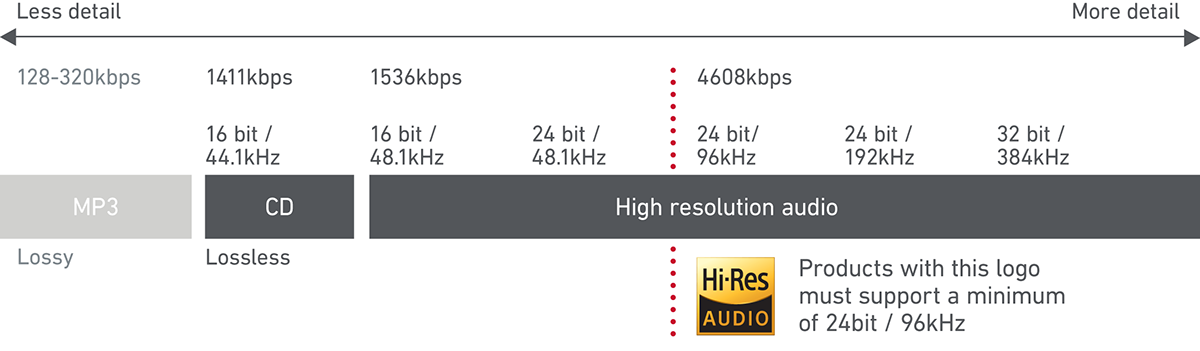 Less detail
More detail
128-320kbps
1411kbps
1536kbps
4608kbps
16 bit /
44.1kHz
16 bit /
48.1kHz
24 bit /
48.1kHz
24 bit/
96kHz
24 bit /
192kHz
32 bit /
384kHz
MP3
CD
High resolution audio
Lossy
Lossless
Hi-Res
AUDIO
Products with this logo
must support a minimum
of 24bit / 96kHz